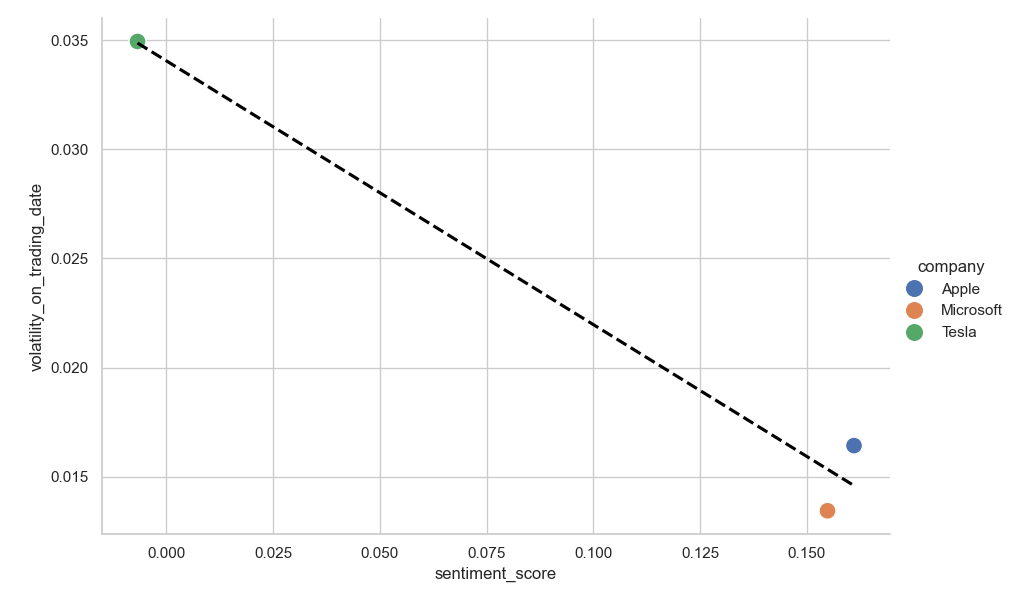 0.035
0.030
0.025
0.020
0.015
volatility_on_trading_date
0.000 0.025 0.050 0.075 0.100 0.125 0.150
sentiment_score
company
Apple
Microsoft
Tesla